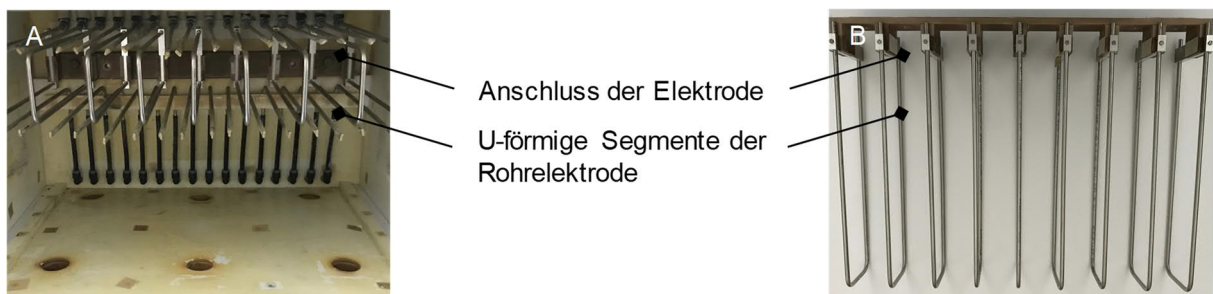 A
B
Anschluss der Elektrode
U-förmige Segmente der
Rohrelektrode